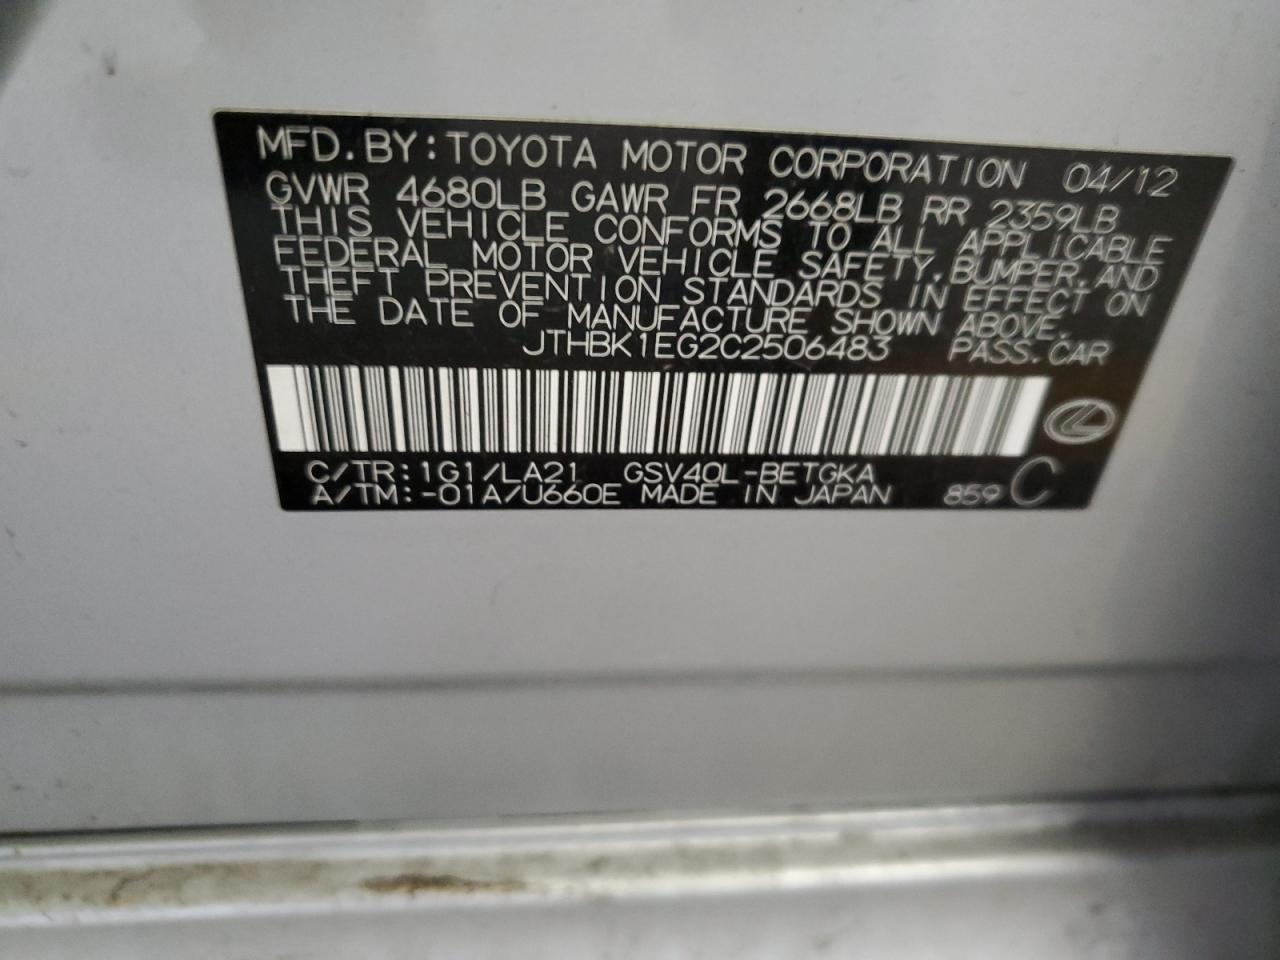 MFD. BY: TOYOTA MOTOR CORPORATION 04/12
GVWR 4680LB GAWR FR 2668LB RR 2359LB
THIS VEHICLE CONFORMS TO ALL APPLICABLE
FEDERAL MOTOR VEHICLE SAFETY, BUMPER, AND
THEFT PREVENTION STANDARDS IN EFFECT ON
THE DATE OF MANUFACTURE SHOWN ABOVE.
JTHBK1EG2C2506483 PASS. CAR
C/TR: 1G1/LA21 GSV40L-BETGKA
A/TM: -01A/U660E MADE IN JAPAN 859 C